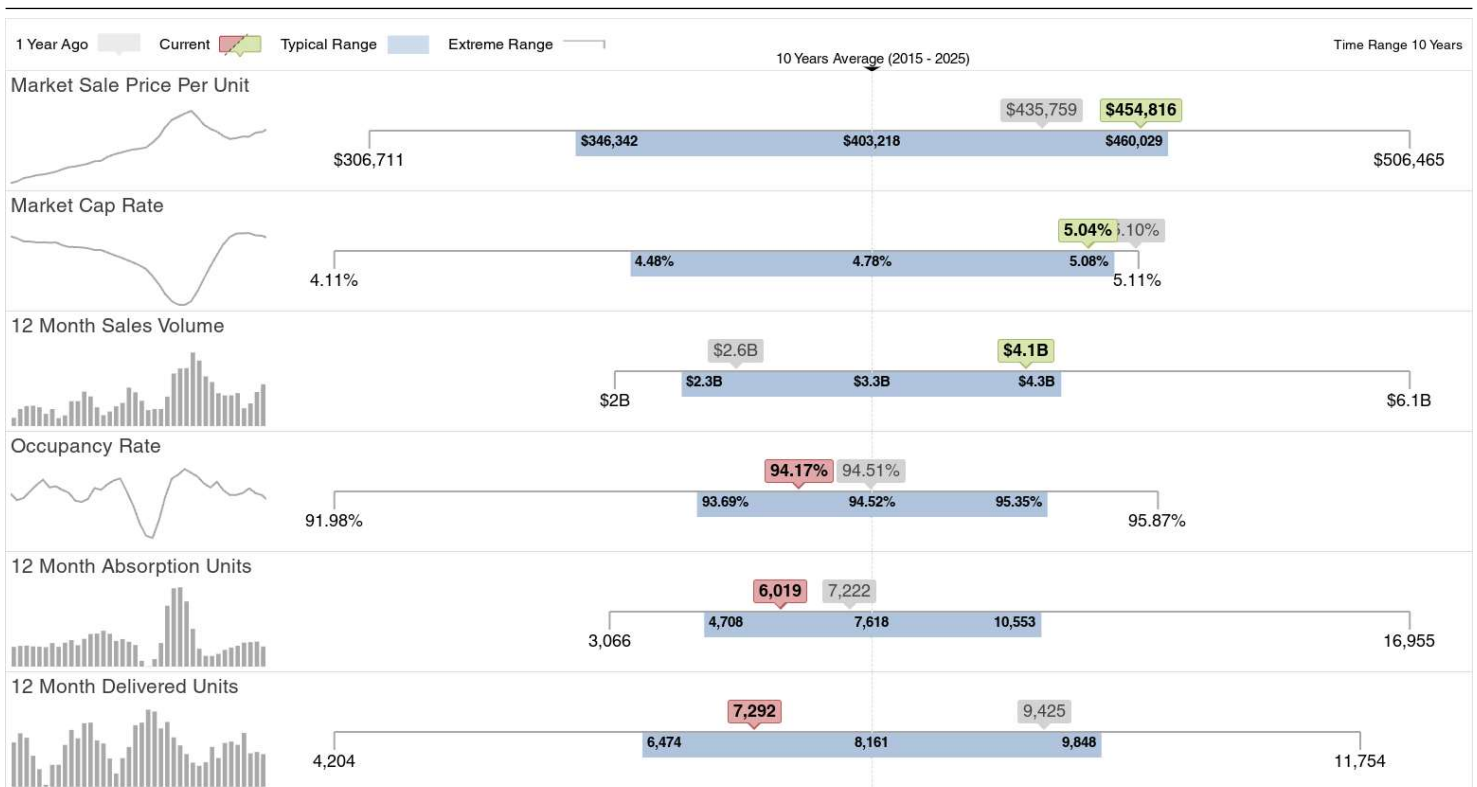 1 Year Ago Current Typical Range Extreme Range Time Range 10 Years
10 Years Average (2015 - 2025)
Market Sale Price Per Unit
$435,759 $454,816
$346,342 $403,218 $460,029
$306,711 $506,465
Market Cap Rate
5.04% .10%
4.48% 4.78% 5.08%
4.11% 5.11%
12 Month Sales Volume
$2.6B $4.1B
$2.3B $3.3B $4.3B
$2B $6.1B
Occupancy Rate
94.17% 94.51%
93.69% 94.52% 95.35%
91.98% 95.87%
12 Month Absorption Units
6,019 7,222
4,708 7,618 10,553
3,066 16,955
12 Month Delivered Units
7,292 9,425
6,474 8,161 9,848
4,204 11,754